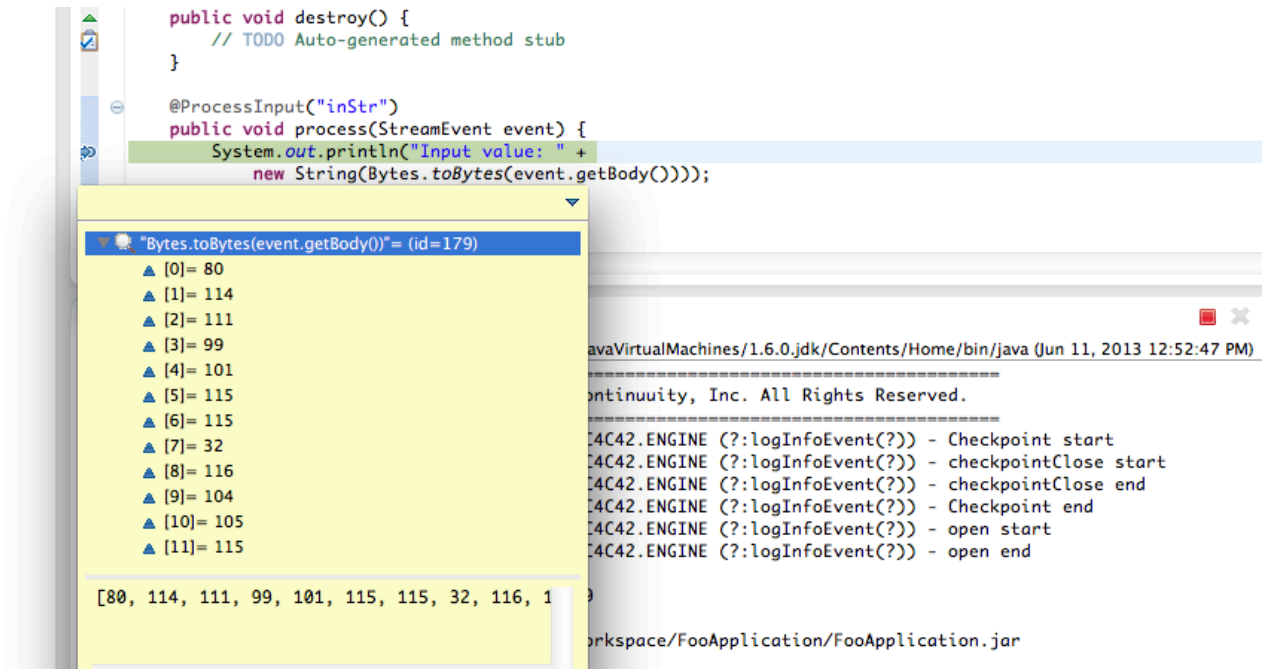 public void destroy() {
// TODO Auto-generated method stub
}
@ProcessInput("inStr")
public void process(StreamEvent event) {
System.out.println("Input value: " +
new String(Bytes.toBytes(event.getBody())));
"Bytes.toBytes(event.getBody())"= (id=179)
[0]= 80
[1]= 114
[2]= 111
[3]= 99
[4]= 101
[5]= 115
[6]= 115
[7]= 32
[8]= 116
[9]= 104
[10]= 105
[11]= 115
[80, 114, 111, 99, 101, 115, 115, 32, 116, 1
avaVirtualMachines/1.6.0.jdk/Contents/Home/bin/java (Jun 11, 2013 12:52:47 PM)
=========================================
ontinuuity, Inc. All Rights Reserved.
=========================================
C4C42.ENGINE (?:logInfoEvent(?)) - Checkpoint start
C4C42.ENGINE (?:logInfoEvent(?)) - checkpointClose start
C4C42.ENGINE (?:logInfoEvent(?)) - checkpointClose end
C4C42.ENGINE (?:logInfoEvent(?)) - Checkpoint end
C4C42.ENGINE (?:logInfoEvent(?)) - open start
C4C42.ENGINE (?:logInfoEvent(?)) - open end
9
orkspace/FooApplication/FooApplication.jar